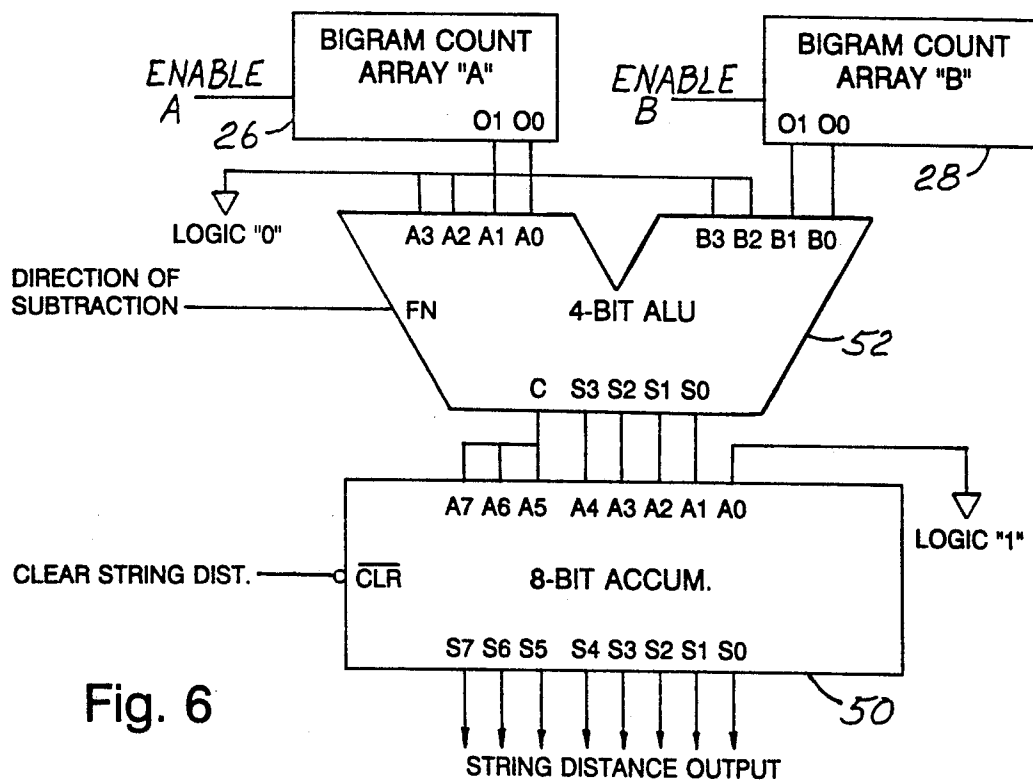 BIGRAM COUNT
ARRAY "A"
BIGRAM COUNT
ARRAY "B"
ENABLE
A
ENABLE
B
26
O1 O0
O1 O0
28
LOGIC "0"
A3 A2 A1 A0
B3 B2 B1 B0
DIRECTION OF
SUBTRACTION
FN
4-BIT ALU
52
C S3 S2 S1 S0
A7 A6 A5 A4 A3 A2 A1 A0
LOGIC "1"
CLEAR STRING DIST.
CLR
8-BIT ACCUM.
S7 S6 S5 S4 S3 S2 S1 S0
Fig. 6
50
STRING DISTANCE OUTPUT